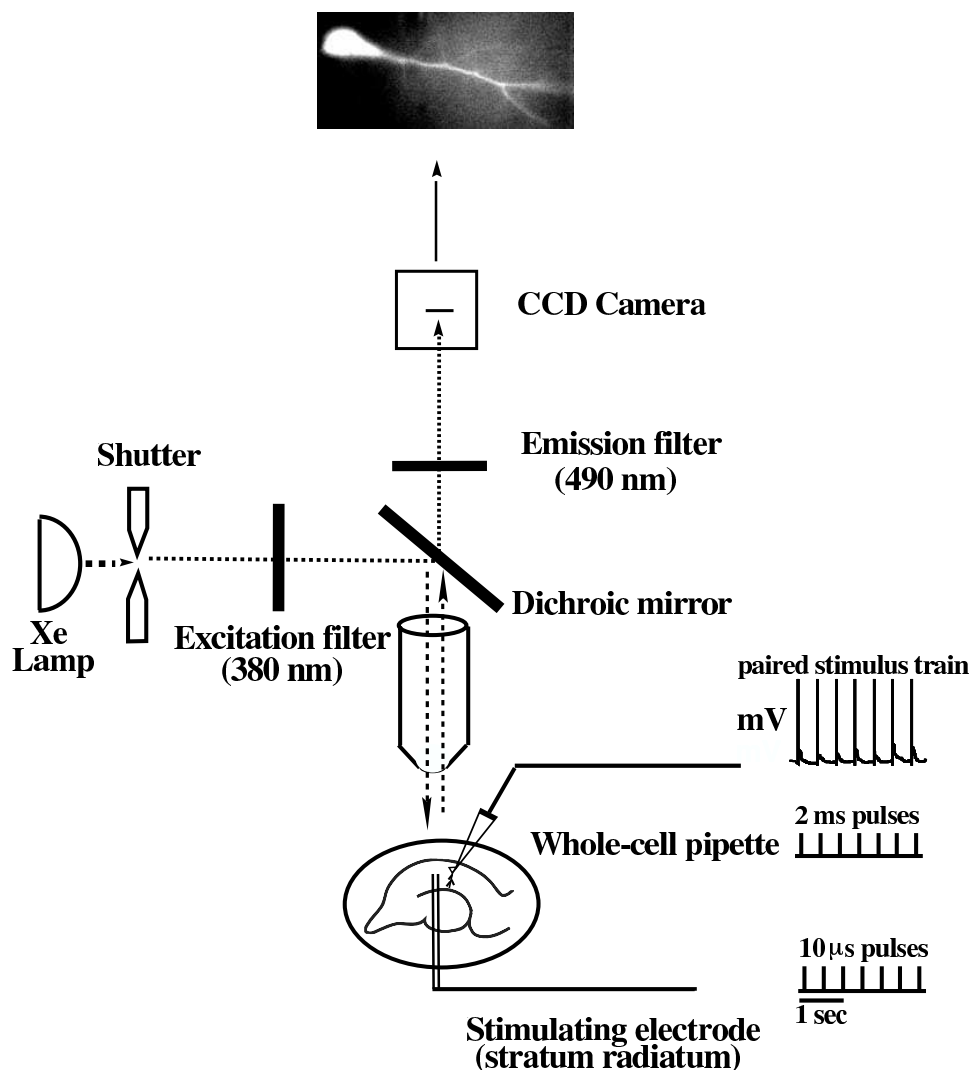 CCD Camera
Emission filter
(490 nm)
Shutter
Dichroic mirror
Xe
Lamp
Excitation filter
(380 nm)
paired stimulus train
mV
2 ms pulses
Whole-cell pipette
10 μs pulses
1 sec
Stimulating electrode
(stratum radiatum)